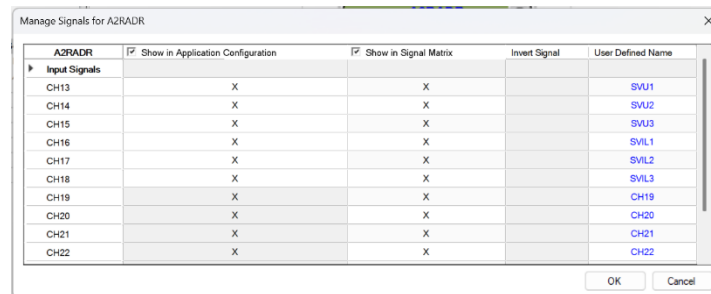 Manage Signals for A2RADR
A2RADR Show in Application Configuration Show in Signal Matrix Invert Signal User Defined Name
Input Signals
CH13 X X SVU1
CH14 X X SVU2
CH15 X X SVU3
CH16 X X SVIL1
CH17 X X SVIL2
CH18 X X SVIL3
CH19 X X CH19
CH20 X X CH20
CH21 X X CH21
CH22 X X CH22
OK Cancel